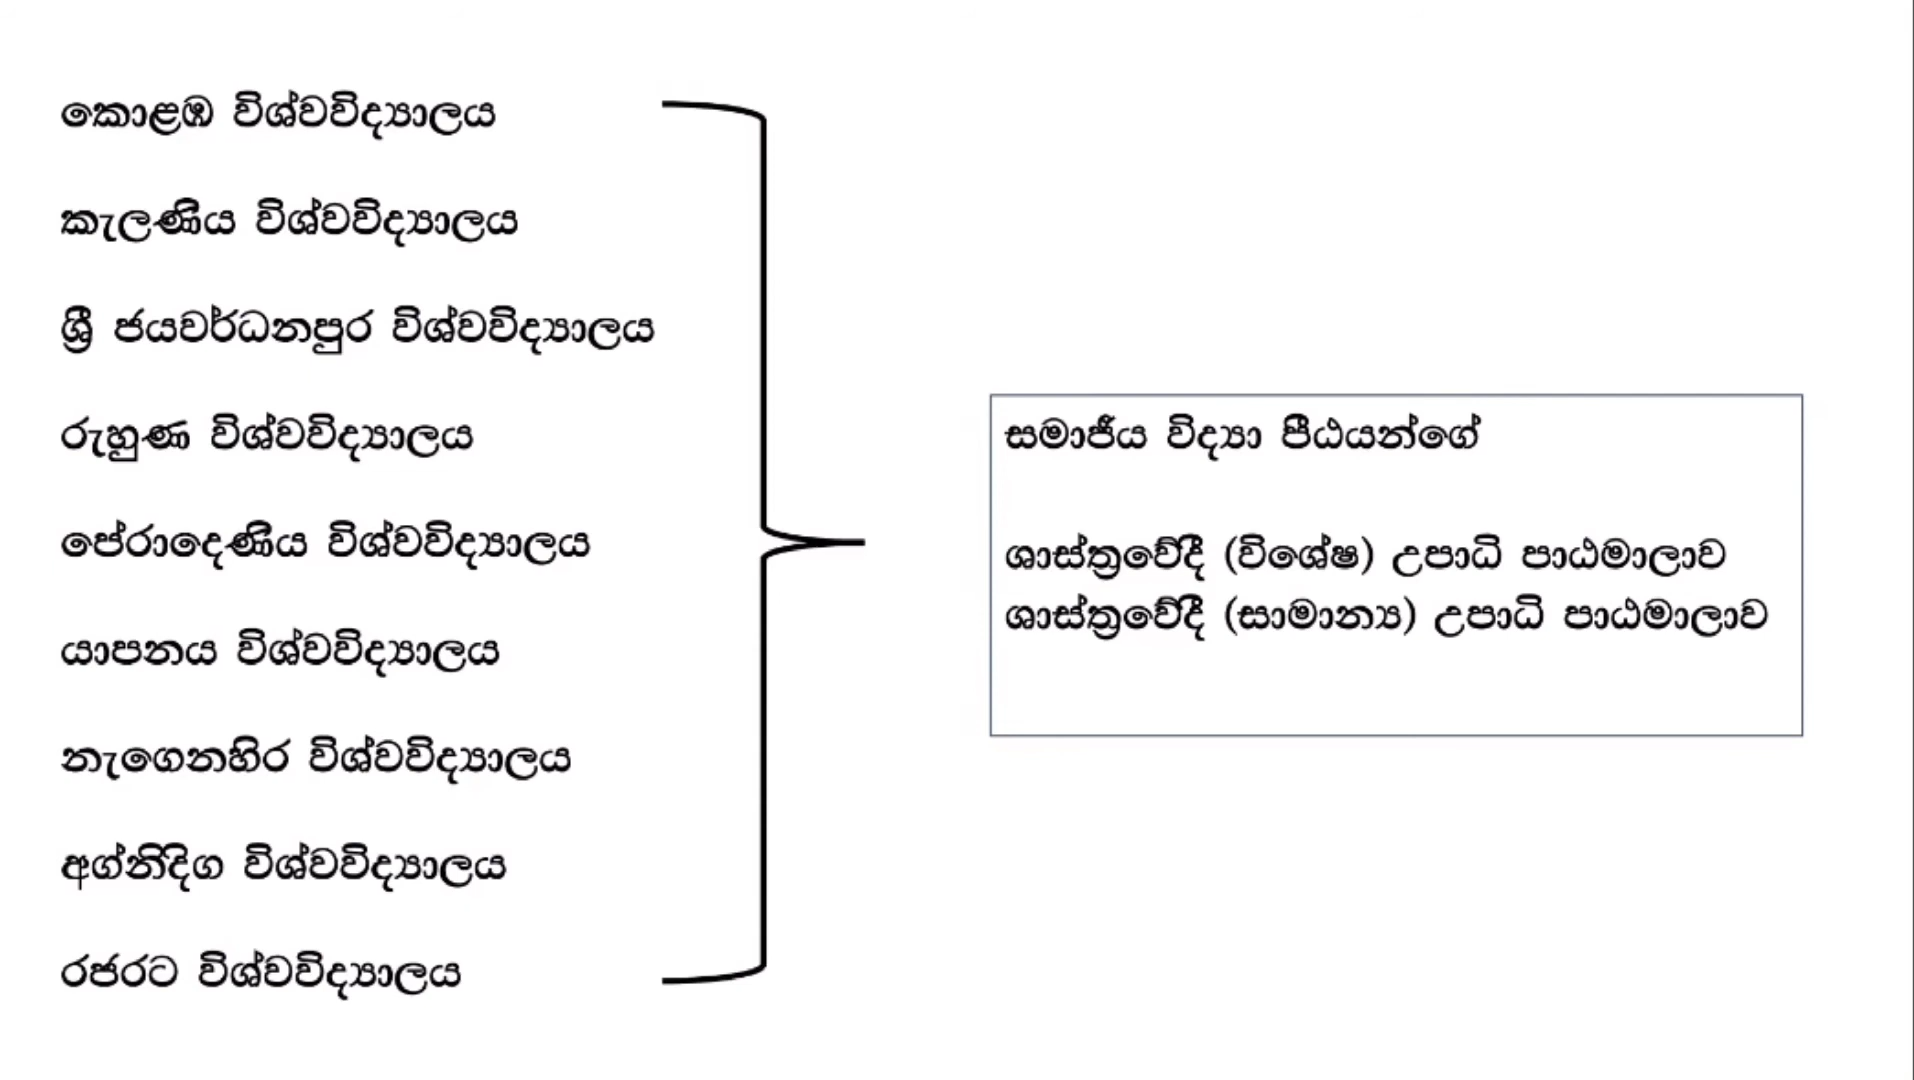 කොළඹ විශ්වවිද්‍යාලය
කැලණිය විශ්වවිද්‍යාලය
ශ්‍රී ජයවර්ධනපුර විශ්වවිද්‍යාලය
රුහුණ විශ්වවිද්‍යාලය
පේරාදෙණිය විශ්වවිද්‍යාලය
යාපනය විශ්වවිද්‍යාලය
නැගෙනහිර විශ්වවිද්‍යාලය
අග්නිදිග විශ්වවිද්‍යාලය
රජරට විශ්වවිද්‍යාලය
සමාජීය විද්‍යා පීඨයන්ගේ
ශාස්ත්‍රවේදී (විශේෂ) උපාධි පාඨමාලාව
ශාස්ත්‍රවේදී (සාමාන්‍ය) උපාධි පාඨමාලාව